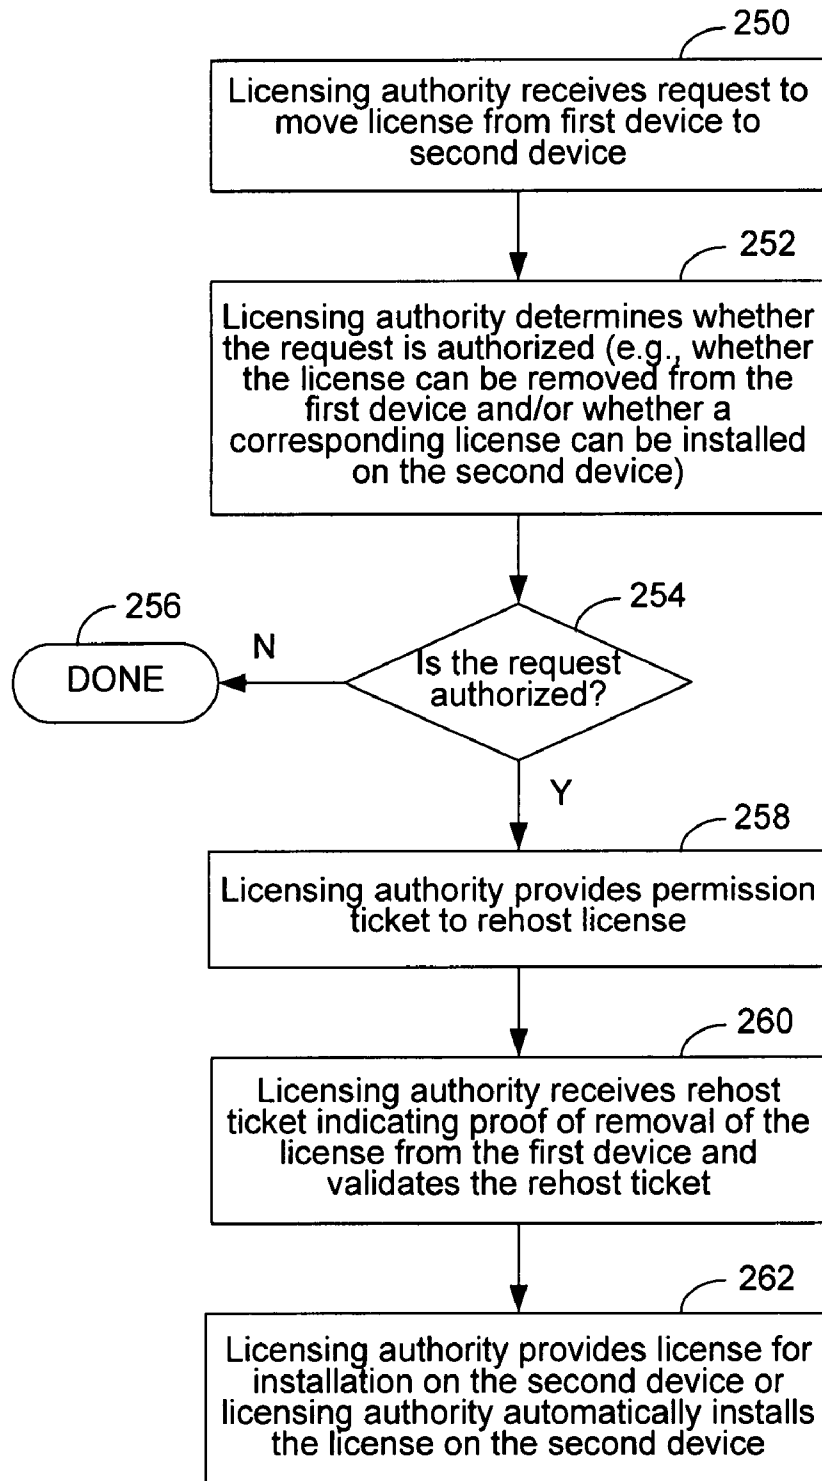 250
Licensing authority receives request to
move license from first device to
second device
252
Licensing authority determines whether
the request is authorized (e.g., whether
the license can be removed from the
first device and/or whether a
corresponding license can be installed
on the second device)
254
Is the request
authorized?
256
DONE
N
Y
258
Licensing authority provides permission
ticket to rehost license
260
Licensing authority receives rehost
ticket indicating proof of removal of the
license from the first device and
validates the rehost ticket
262
Licensing authority provides license for
installation on the second device or
licensing authority automatically installs
the license on the second device